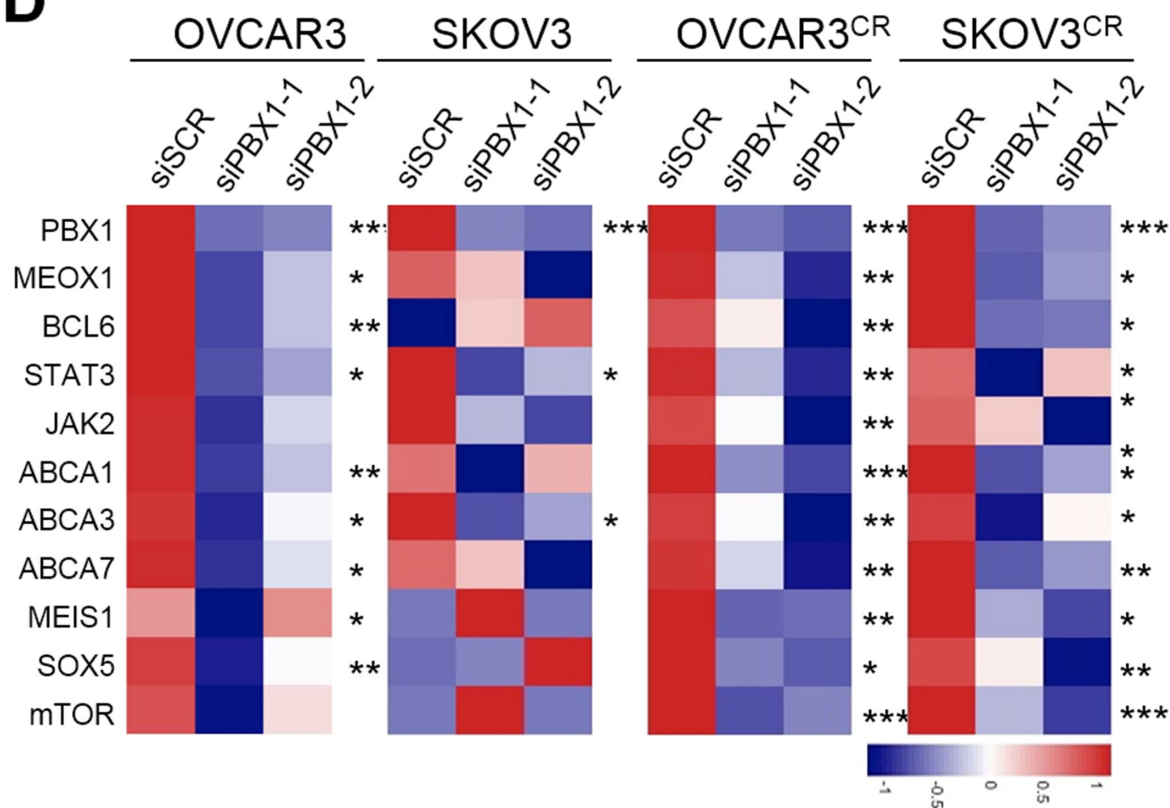 D
OVCAR3 SKOV3 OVCAR3CR SKOV3CR
siSCR siPBX1-1 siPBX1-2 siSCR siPBX1-1 siPBX1-2 siSCR siPBX1-1 siPBX1-2 siSCR siPBX1-1 siPBX1-2
PBX1 *** *** *** ***
MEOX1 * ** *
BCL6 ** ** *
STAT3 * * ** *
JAK2 ** *
ABCA1 ** *** * *
ABCA3 * * ** *
ABCA7 * ** **
MEIS1 * ** *
SOX5 ** * **
mTOR *** ***
-1 -0.5 0 0.5 1